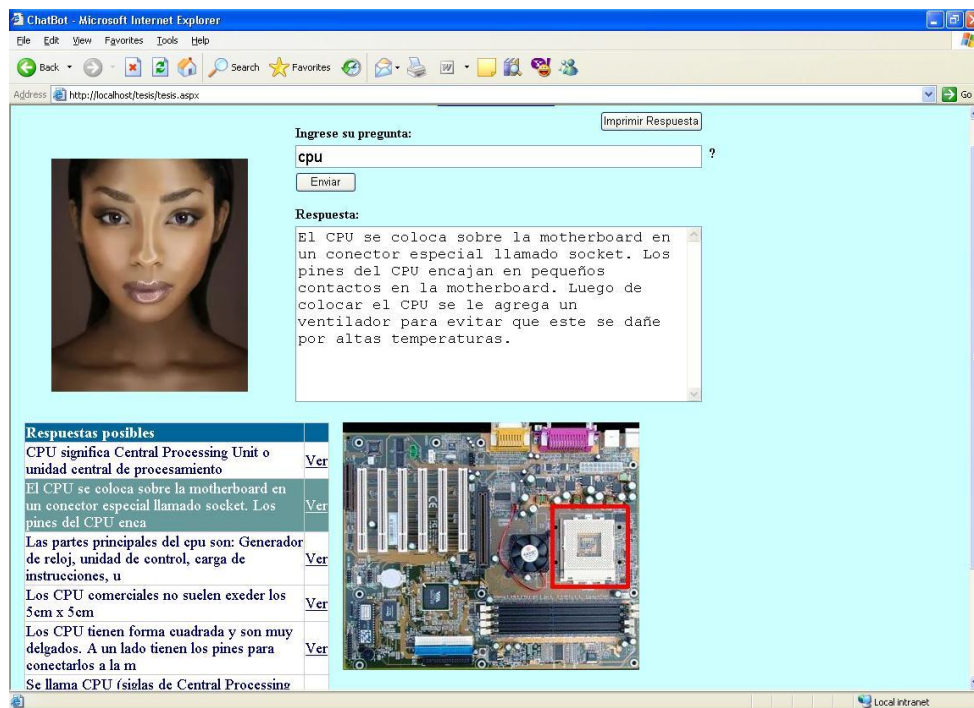 ChatBot - Microsoft Internet Explorer
File Edit View Favorites Tools Help
Back Search Favorites
Address http://localhost/tesis/tesis.aspx Go
Imprimir Respuesta
Ingrese su pregunta:
cpu ?
Enviar
Respuesta:
El CPU se coloca sobre la motherboard en
un conector especial llamado socket. Los
pines del CPU encajan en pequeños
contactos en la motherboard. Luego de
colocar el CPU se le agrega un
ventilador para evitar que este se dañe
por altas temperaturas.
Respuestas posibles
CPU significa Central Processing Unit o
unidad central de procesamiento Ver
El CPU se coloca sobre la motherboard en
un conector especial llamado socket. Los Ver
pines del CPU enca
Las partes principales del cpu son: Generador
de reloj, unidad de control, carga de Ver
instrucciones, u
Los CPU comerciales no suelen exeder los
5cm x 5cm Ver
Los CPU tienen forma cuadrada y son muy
delgados. A un lado tienen los pines para Ver
conectarlos a la m
Se llama CPU (siglas de Central Processing
Local intranet